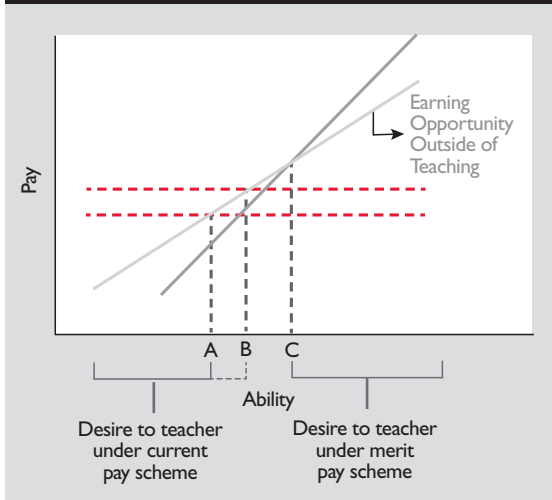 Pay
Earning
Opportunity
Outside of
Teaching
A B C
Ability
Desire to teacher
under current
pay scheme
Desire to teacher
under merit
pay scheme